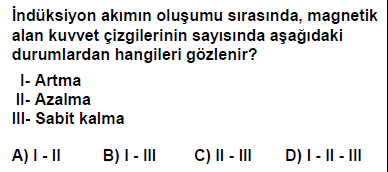 İndüksiyon akımın oluşumu sırasında, magnetik
alan kuvvet çizgilerinin sayısında aşağıdaki
durumlardan hangileri gözlenir?
I- Artma
II- Azalma
III- Sabit kalma
A) I - II B) I - III C) II - III D) I - II - III